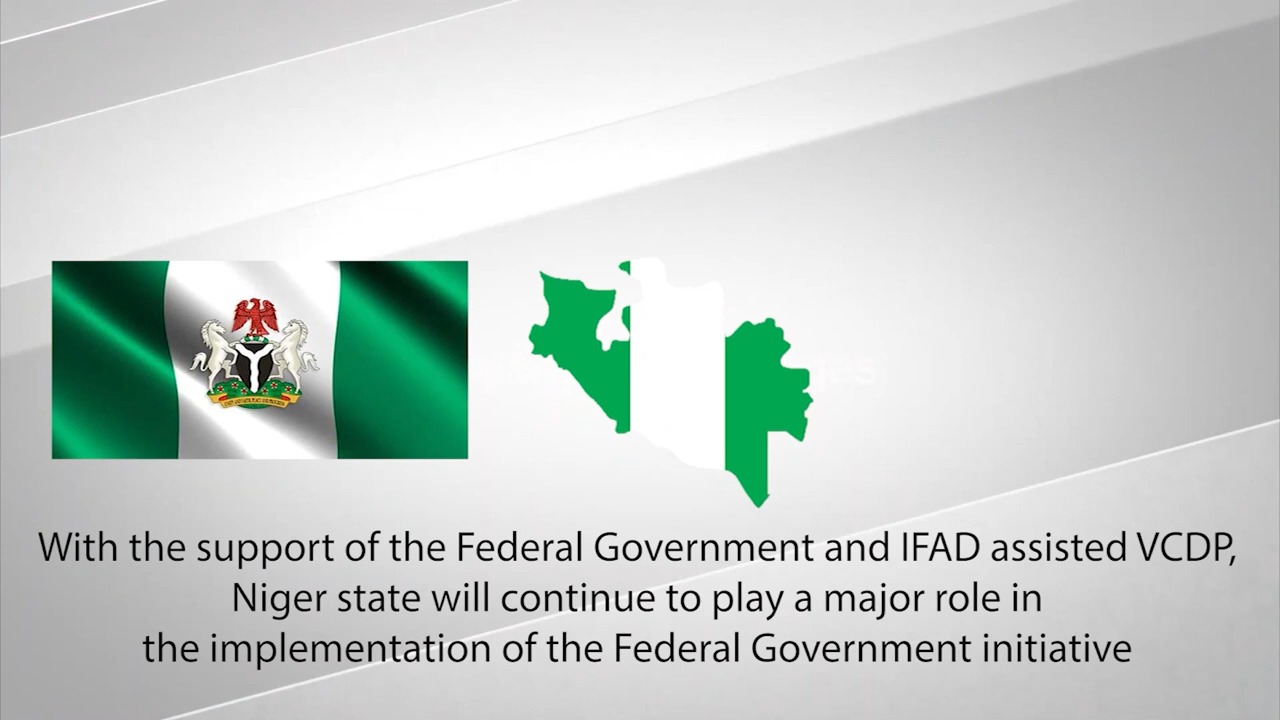 With the support of the Federal Government and IFAD assisted VCDP,
Niger state will continue to play a major role in
the implementation of the Federal Government initiative